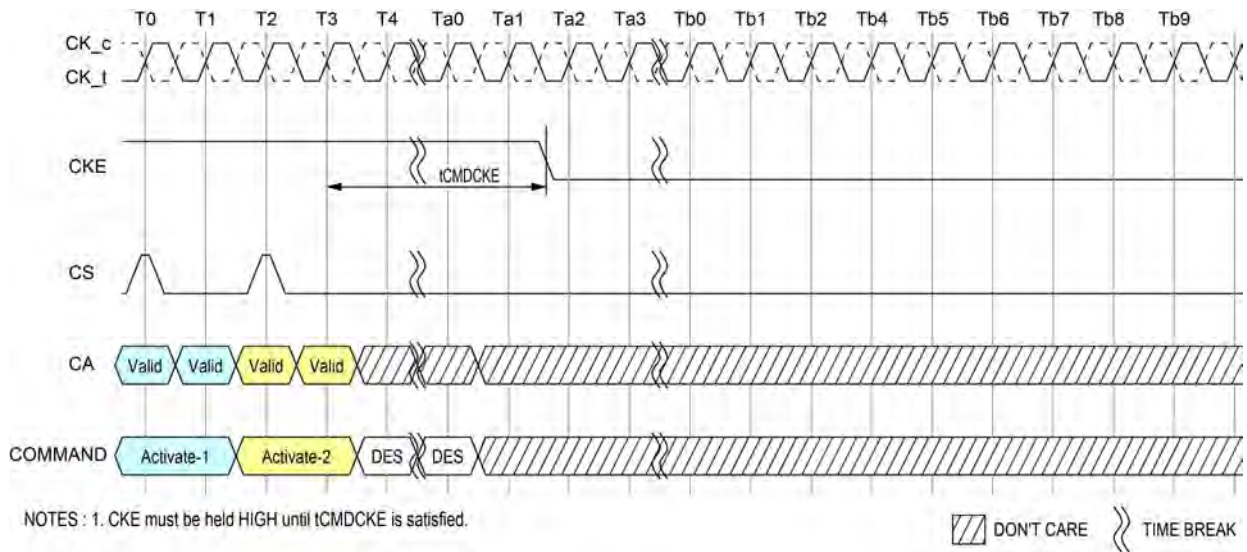 T0 T1 T2 T3 T4 Ta0 Ta1 Ta2 Ta3 Tb0 Tb1 Tb2 Tb4 Tb5 Tb6 Tb7 Tb8 Tb9
CK_c
CK_t
CKE
tCMDCKE
CS
CA Valid Valid Valid Valid
COMMAND Activate-1 Activate-2 DES DES
NOTES : 1. CKE must be held HIGH until tCMDCKE is satisfied.
DON'T CARE TIME BREAK